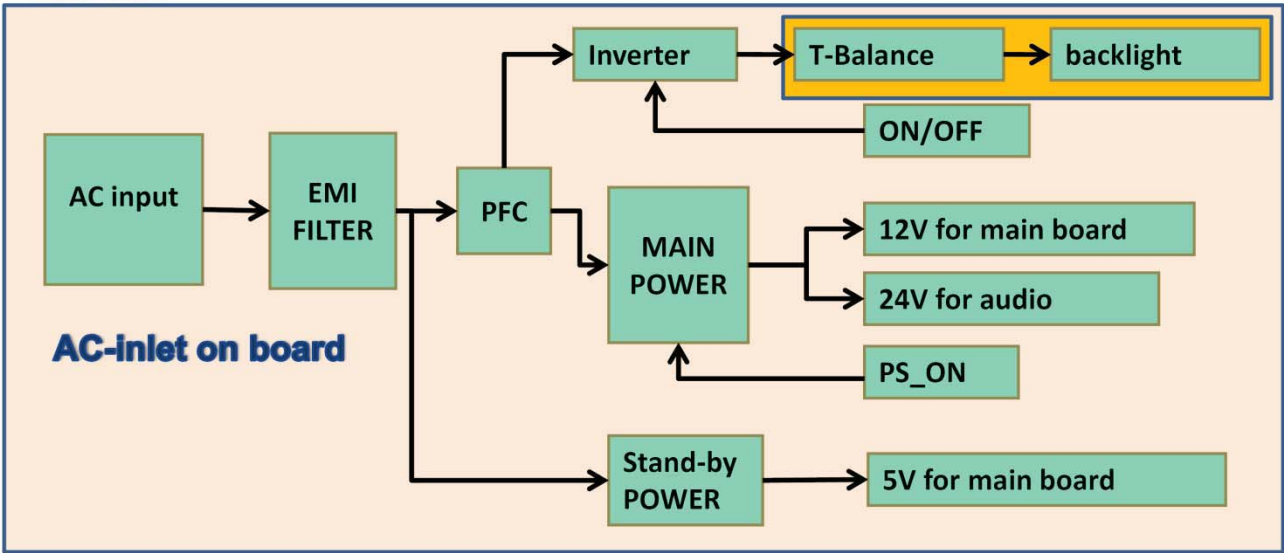 Inverter
T-Balance
backlight
ON/OFF
AC input
EMI
FILTER
PFC
MAIN
POWER
12V for main board
24V for audio
PS_ON
AC-inlet on board
Stand-by
POWER
5V for main board